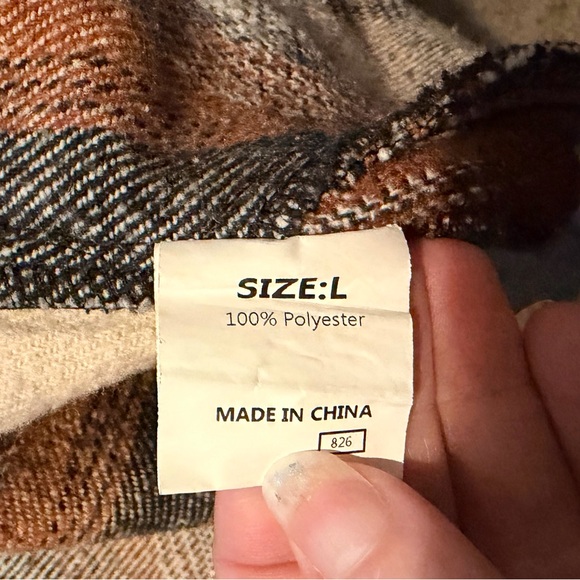 SIZE:L
100% Polyester
MADE IN CHINA
826